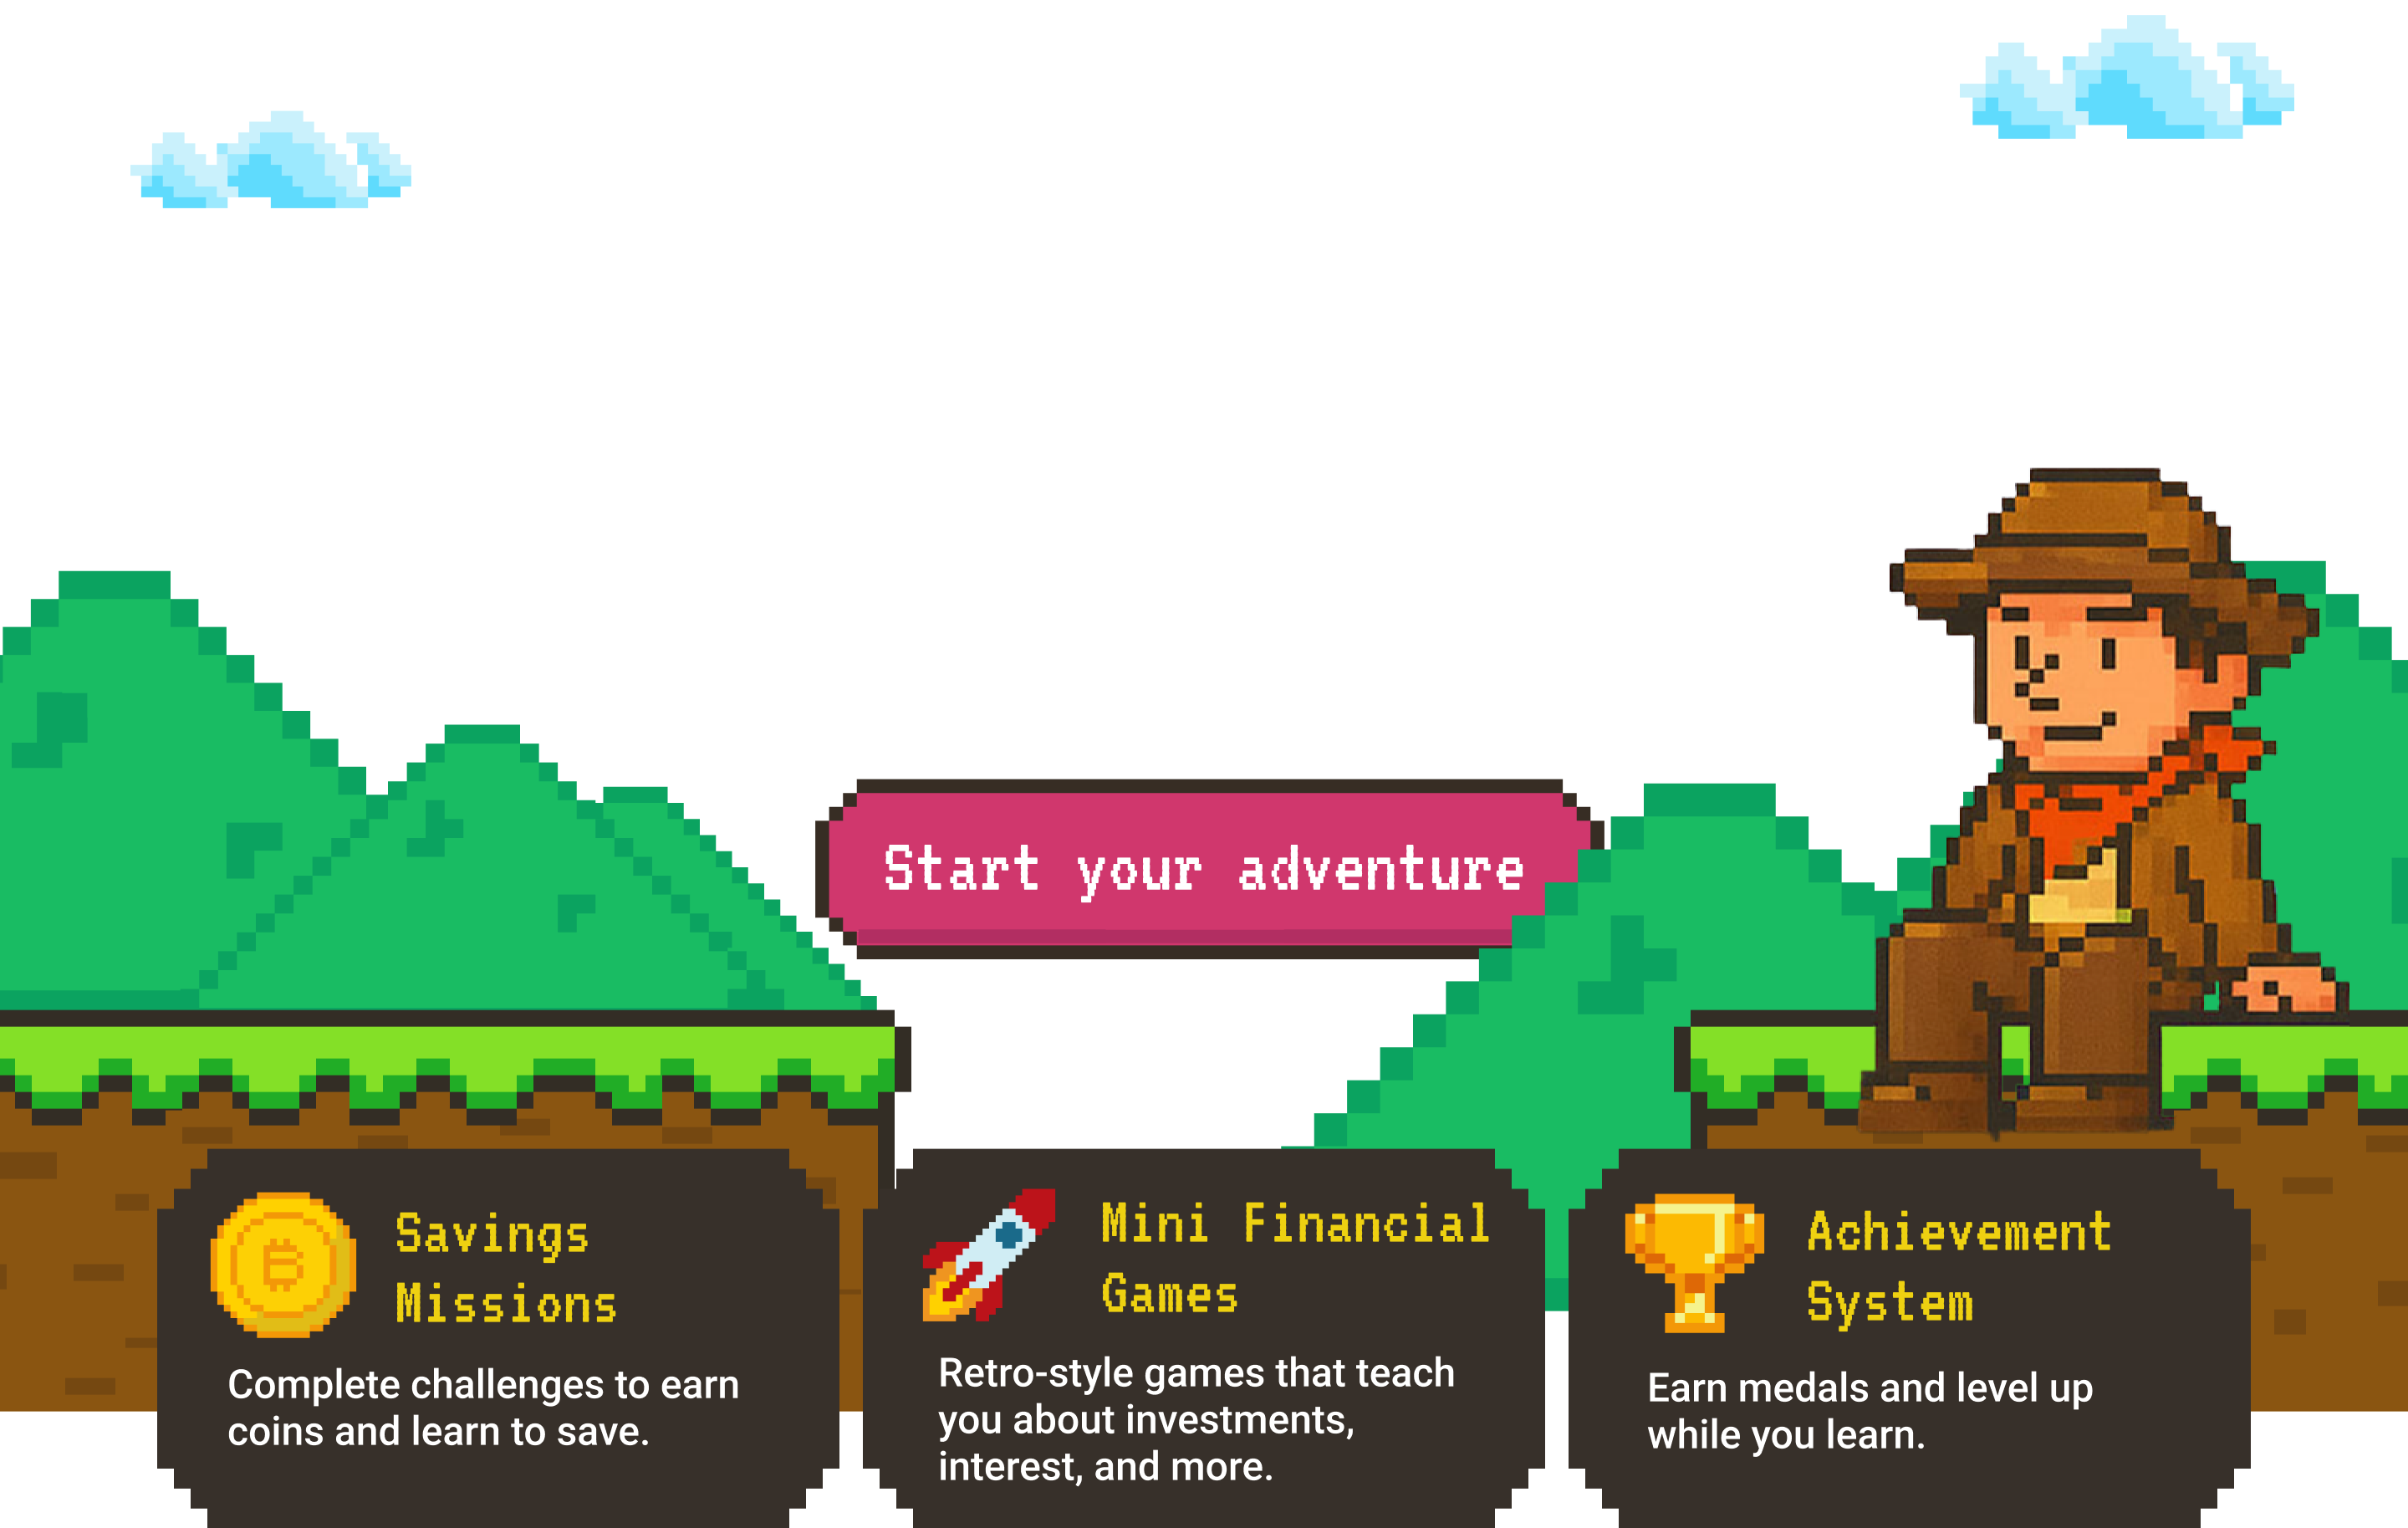 Start your adventure
Savings
Missions
Complete challenges to earn
coins and learn to save.
Mini Financial
Games
Retro-style games that teach
you about investments,
interest, and more.
Achievement
System
Earn medals and level up
while you learn.